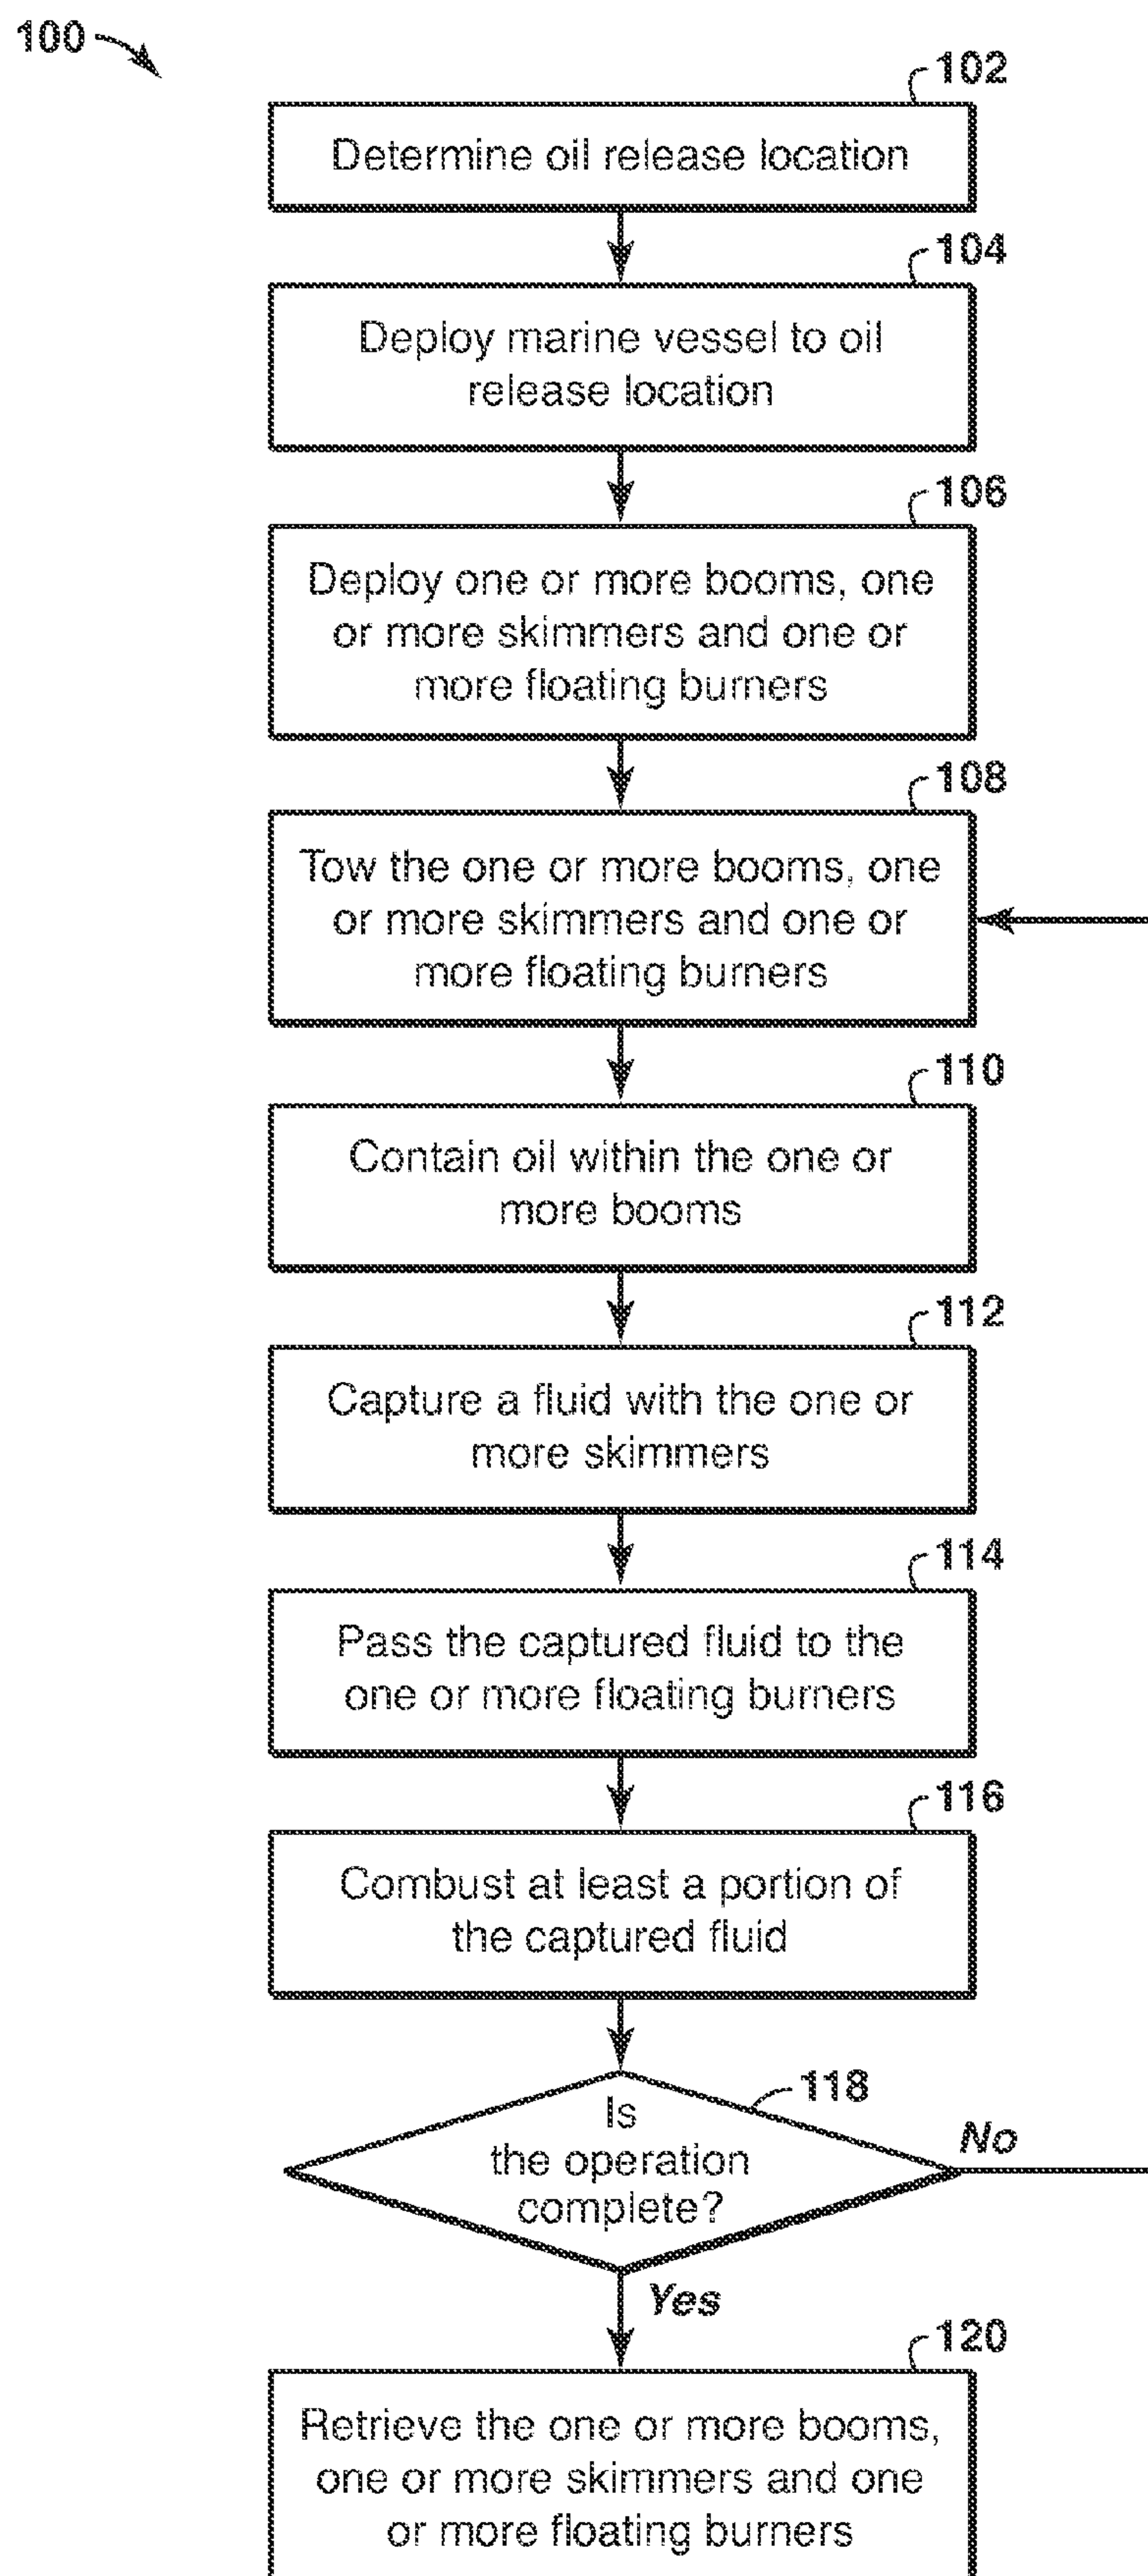 100
102
Determine oil release location
104
Deploy marine vessel to oil
release location
106
Deploy one or more booms, one
or more skimmers and one or
more floating burners
108
Tow the one or more booms, one
or more skimmers and one or
more floating burners
110
Contain oil within the one or
more booms
112
Capture a fluid with the one or
more skimmers
114
Pass the captured fluid to the
one or more floating burners
116
Combust at least a portion of
the captured fluid
118
Is
the operation
complete?
No
Yes
120
Retrieve the one or more booms,
one or more skimmers and one
or more floating burners